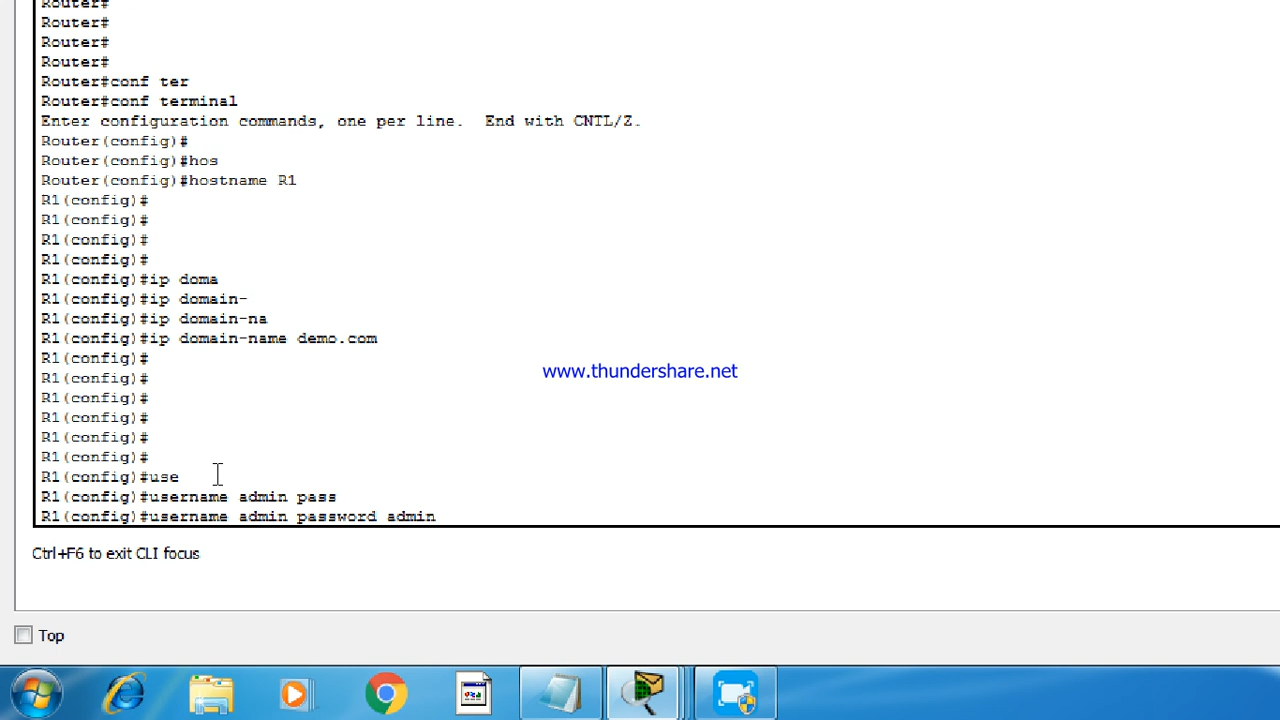 Router#
Router#
Router#
Router#
Router#conf ter
Router#conf terminal
Enter configuration commands, one per line.  End with CNTL/Z.
Router(config)#
Router(config)#hos
Router(config)#hostname R1
R1(config)#
R1(config)#
R1(config)#
R1(config)#
R1(config)#ip doma
R1(config)#ip domain-
R1(config)#ip domain-na
R1(config)#ip domain-name demo.com
R1(config)#
www.thundershare.net
R1(config)#
R1(config)#
R1(config)#
R1(config)#
R1(config)#
R1(config)#use
R1(config)#username admin pass
R1(config)#username admin password admin
Ctrl+F6 to exit CLI focus
Top